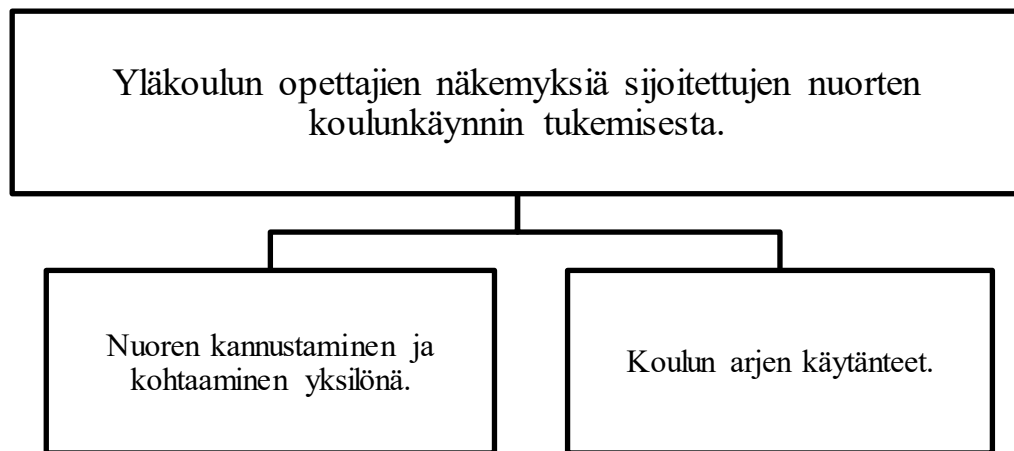 Yläkoulun opettajien näkemyksiä sijoitettujen nuorten
koulunkäynnin tukemisesta.
Nuoren kannustaminen ja
kohtaaminen yksilönä.
Koulun arjen käytänteet.